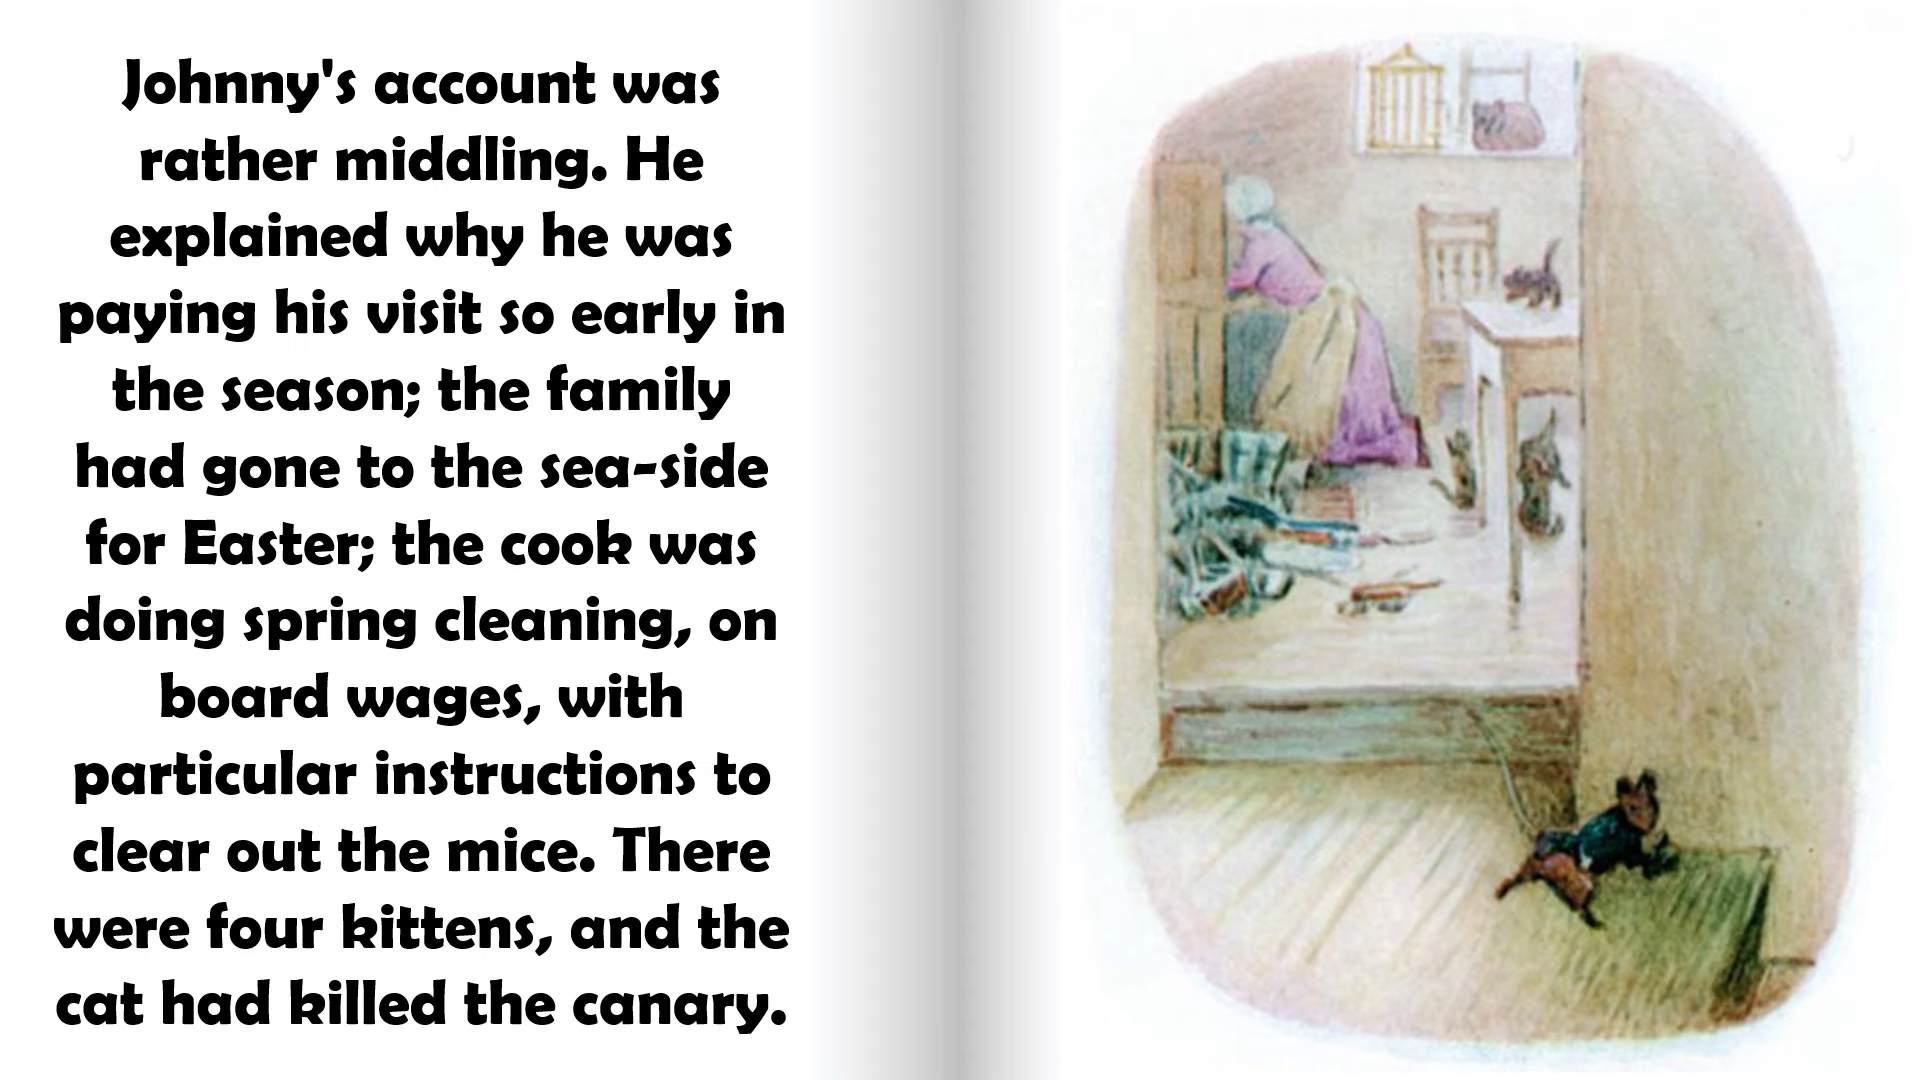 Johnny's account was
rather middling. He
explained why he was
paying his visit so early in
the season; the family
had gone to the sea-side
for Easter; the cook was
doing spring cleaning, on
board wages, with
particular instructions to
clear out the mice. There
were four kittens, and the
cat had killed the canary.